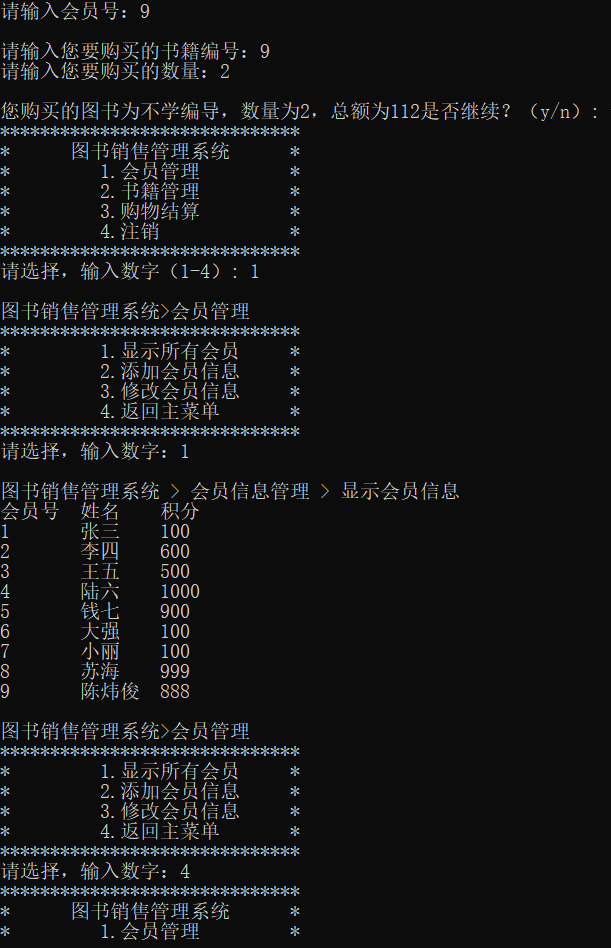 请输入会员号：9
请输入您要购买的书籍编号：9
请输入您要购买的数量：2
您购买的图书为不学编导，数量为2，总额为112是否继续？（y/n）:
******************************
*      图书销售管理系统      *
*         1.会员管理         *
*         2.书籍管理         *
*         3.购物结算         *
*         4.注销             *
******************************
请选择，输入数字（1-4）: 1
图书销售管理系统>会员管理
******************************
*         1.显示所有会员     *
*         2.添加会员信息     *
*         3.修改会员信息     *
*         4.返回主菜单       *
******************************
请选择，输入数字：1
图书销售管理系统 > 会员信息管理 > 显示会员信息
会员号  姓名    积分
1       张三    100
2       李四    600
3       王五    500
4       陆六    1000
5       钱七    900
6       大强    100
7       小丽    100
8       苏海    999
9       陈炜俊  888
图书销售管理系统>会员管理
******************************
*         1.显示所有会员     *
*         2.添加会员信息     *
*         3.修改会员信息     *
*         4.返回主菜单       *
******************************
请选择，输入数字：4
******************************
*      图书销售管理系统      *
*         1.会员管理         *